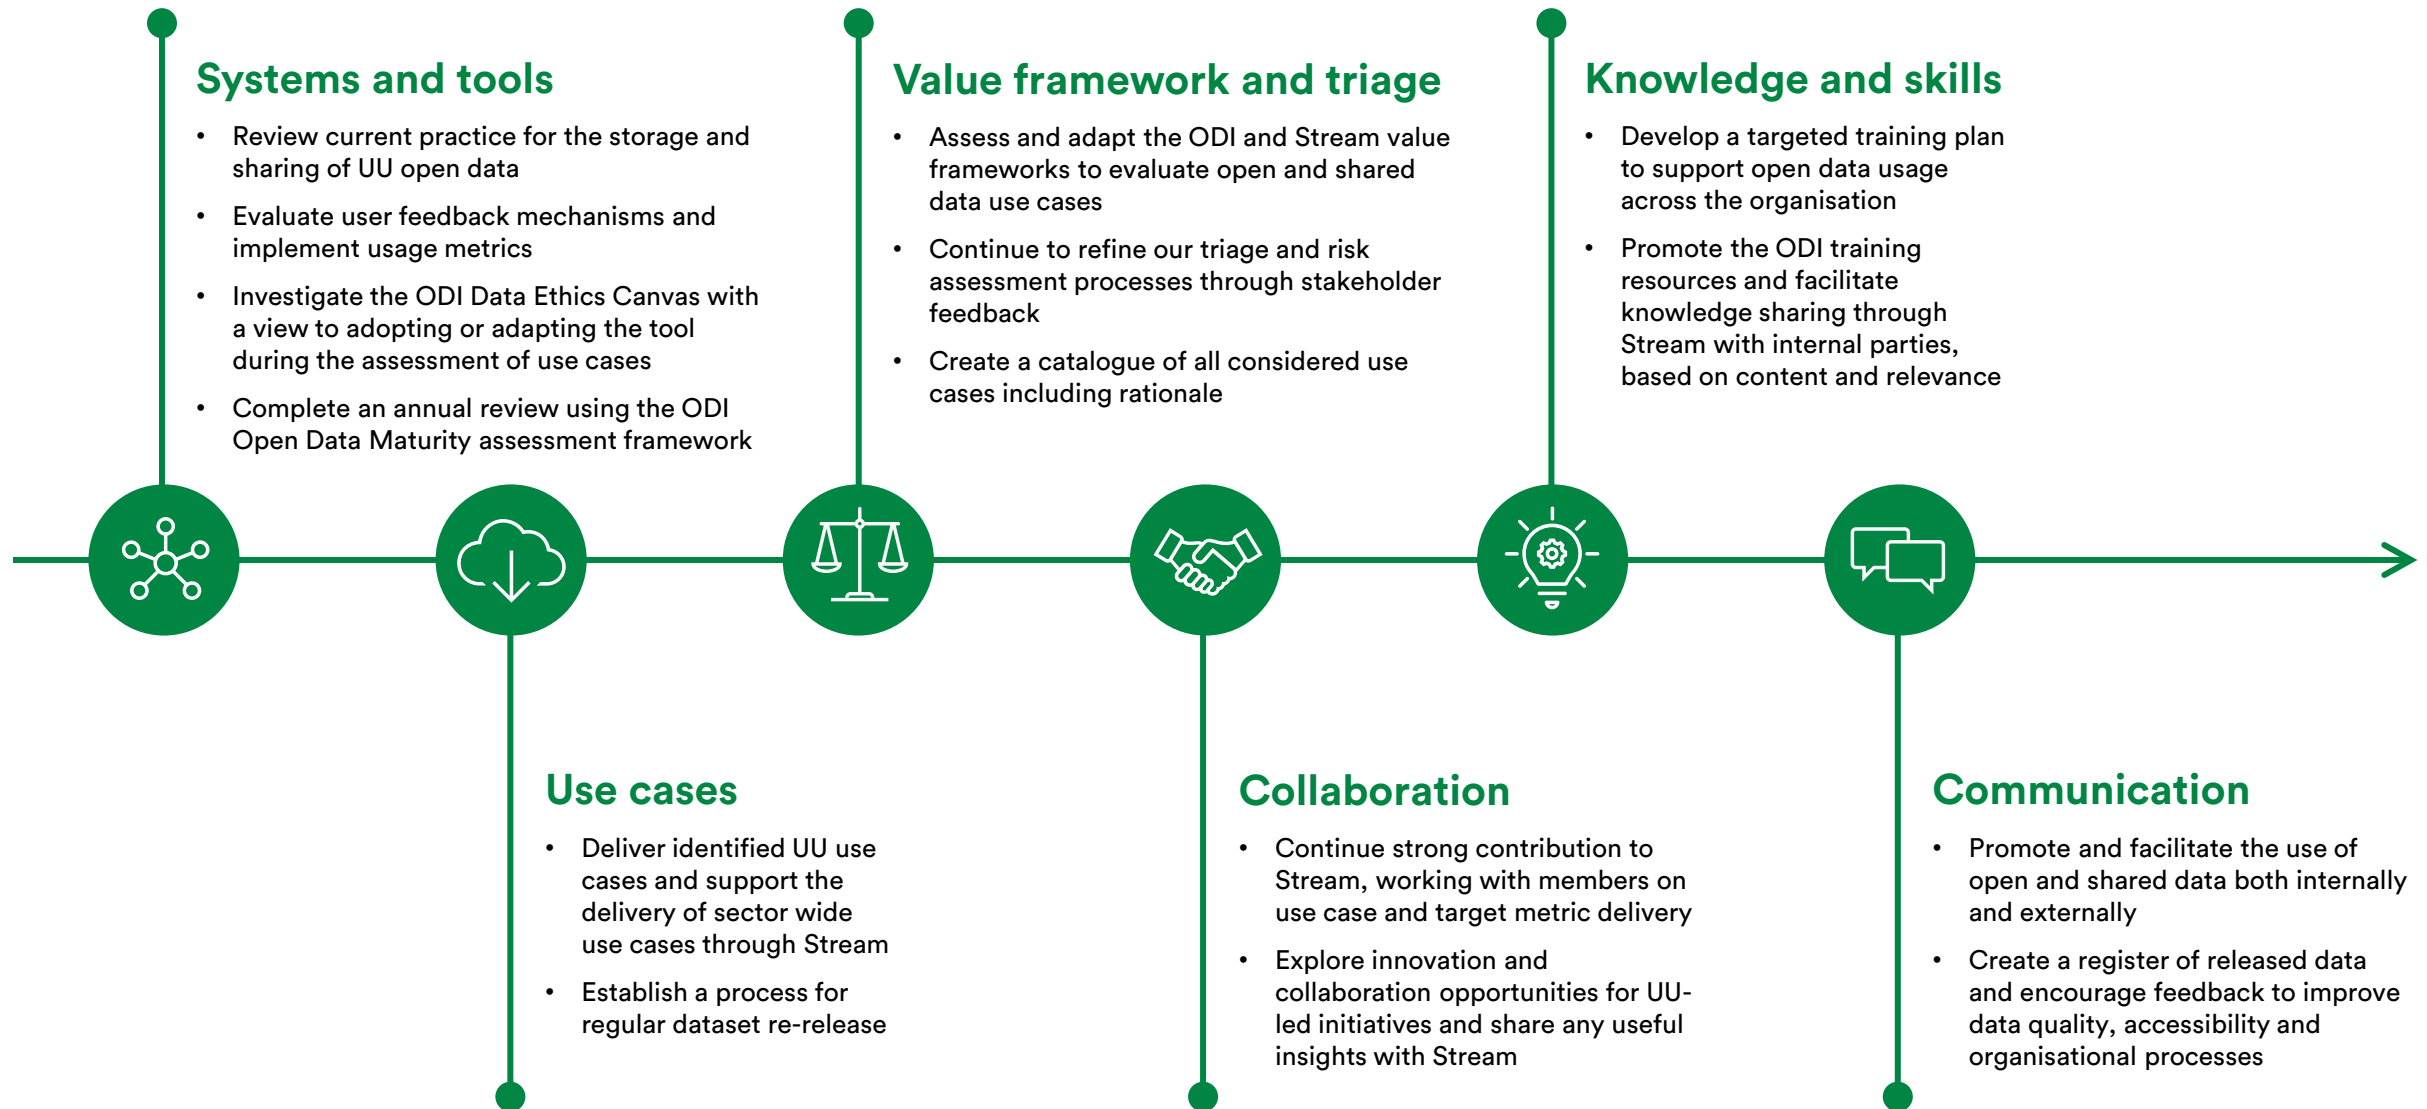 Systems and tools
• Review current practice for the storage and
sharing of UU open data
• Evaluate user feedback mechanisms and
implement usage metrics
• Investigate the ODI Data Ethics Canvas with
a view to adopting or adapting the tool
during the assessment of use cases
• Complete an annual review using the ODI
Open Data Maturity assessment framework
Value framework and triage
• Assess and adapt the ODI and Stream value
frameworks to evaluate open and shared
data use cases
• Continue to refine our triage and risk
assessment processes through stakeholder
feedback
• Create a catalogue of all considered use
cases including rationale
Knowledge and skills
• Develop a targeted training plan
to support open data usage
across the organisation
• Promote the ODI training
resources and facilitate
knowledge sharing through
Stream with internal parties,
based on content and relevance
Use cases
• Deliver identified UU use
cases and support the
delivery of sector wide
use cases through Stream
• Establish a process for
regular dataset re-release
Collaboration
• Continue strong contribution to
Stream, working with members on
use case and target metric delivery
• Explore innovation and
collaboration opportunities for UU-
led initiatives and share any useful
insights with Stream
Communication
• Promote and facilitate the use of
open and shared data both internally
and externally
• Create a register of released data
and encourage feedback to improve
data quality, accessibility and
organisational processes